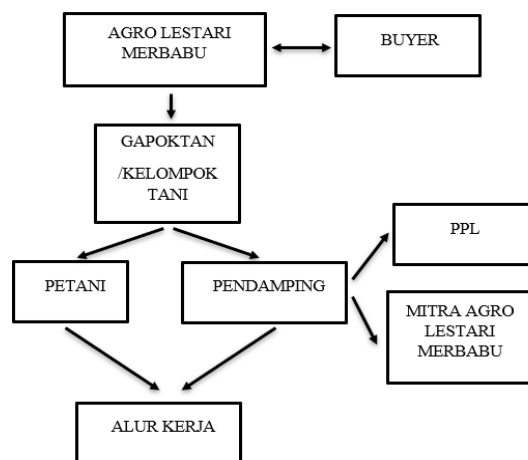 AGRO LESTARI
MERBABU
BUYER
GAPOKTAN
/KELOMPOK
TANI
PPL
PETANI
PENDAMPING
MITRA AGRO
LESTARI
MERBABU
ALUR KERJA